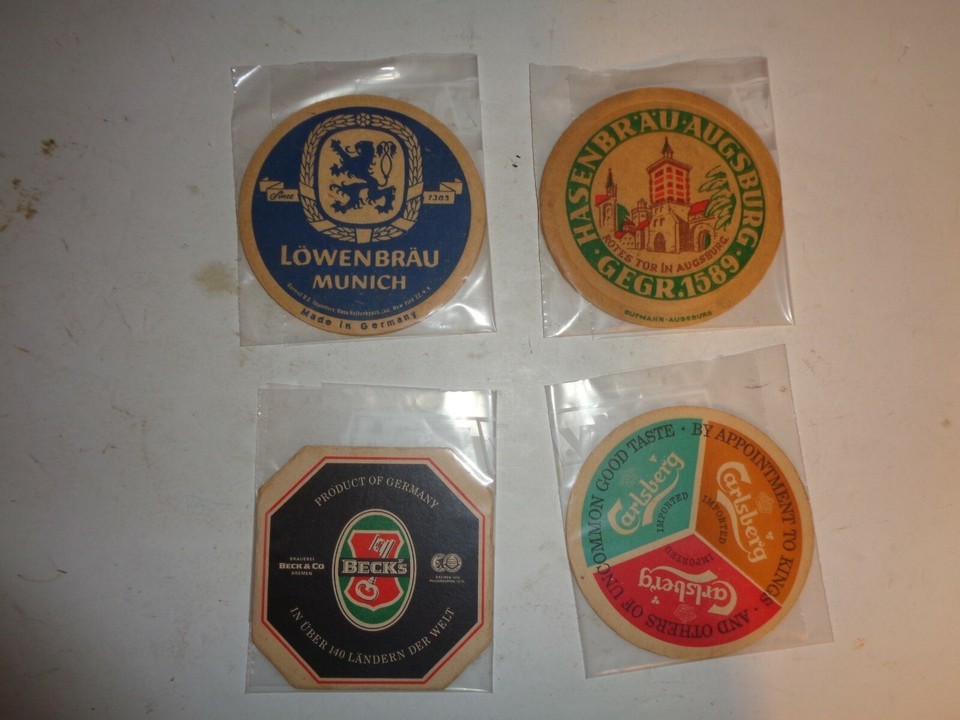 Since 1383
LÖWENBRÄU
MUNICH
Made in Germany
HASENBRÄU·AUGSBURG
ROTES TOR IN AUGSBURG
· GEGR. 1589 ·
PRODUCT OF GERMANY
BRAUEREI
BECK & CO
BREMEN
BECK'S
IN ÜBER 140 LÄNDERN DER WELT
BY APPOINTMENT TO KINGS · AND OTHERS OF UNCOMMON GOOD TASTE ·
Carlsberg
IMPORTED
Carlsberg
IMPORTED
Carlsberg
IMPORTED